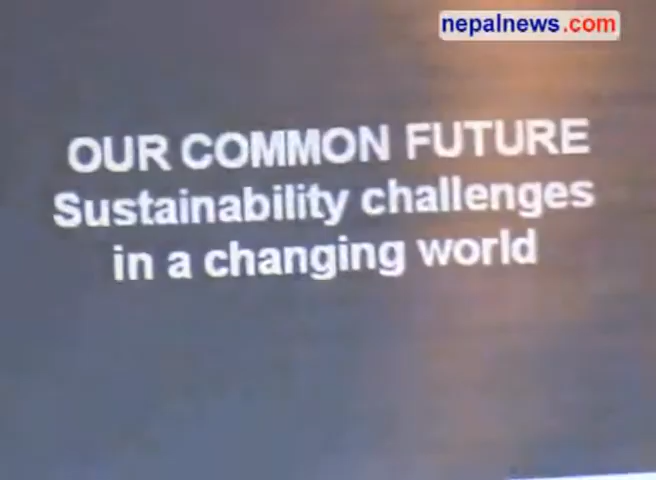 nepalnews.com
OUR COMMON FUTURE
Sustainability challenges
in a changing world